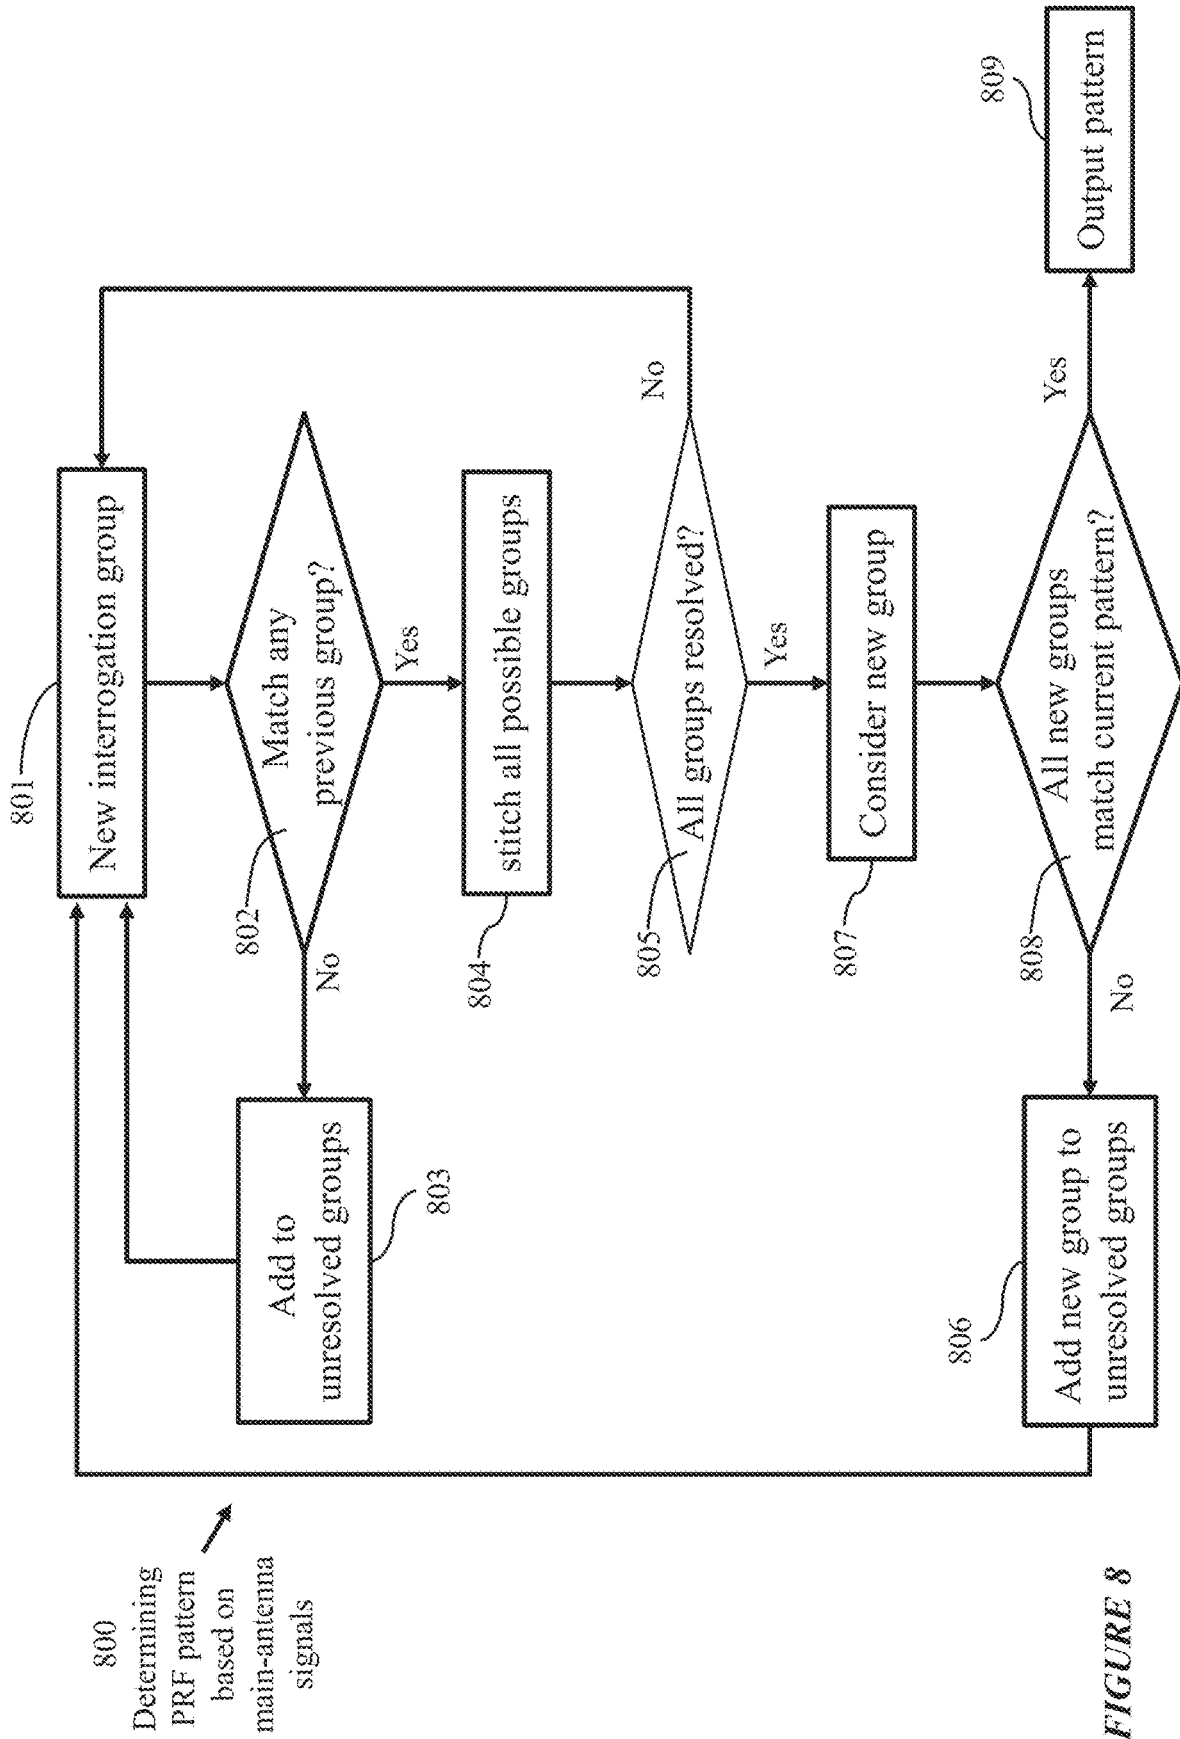 800
Determining
PRF pattern
based on
main-antenna
signals
801
New interrogation group
802
Match any
previous group?
No
Yes
803
Add to
unresolved groups
804
stitch all possible groups
805
All groups resolved?
No
Yes
807
Consider new group
808
All new groups
match current pattern?
No
Yes
806
Add new group to
unresolved groups
809
Output pattern
FIGURE 8